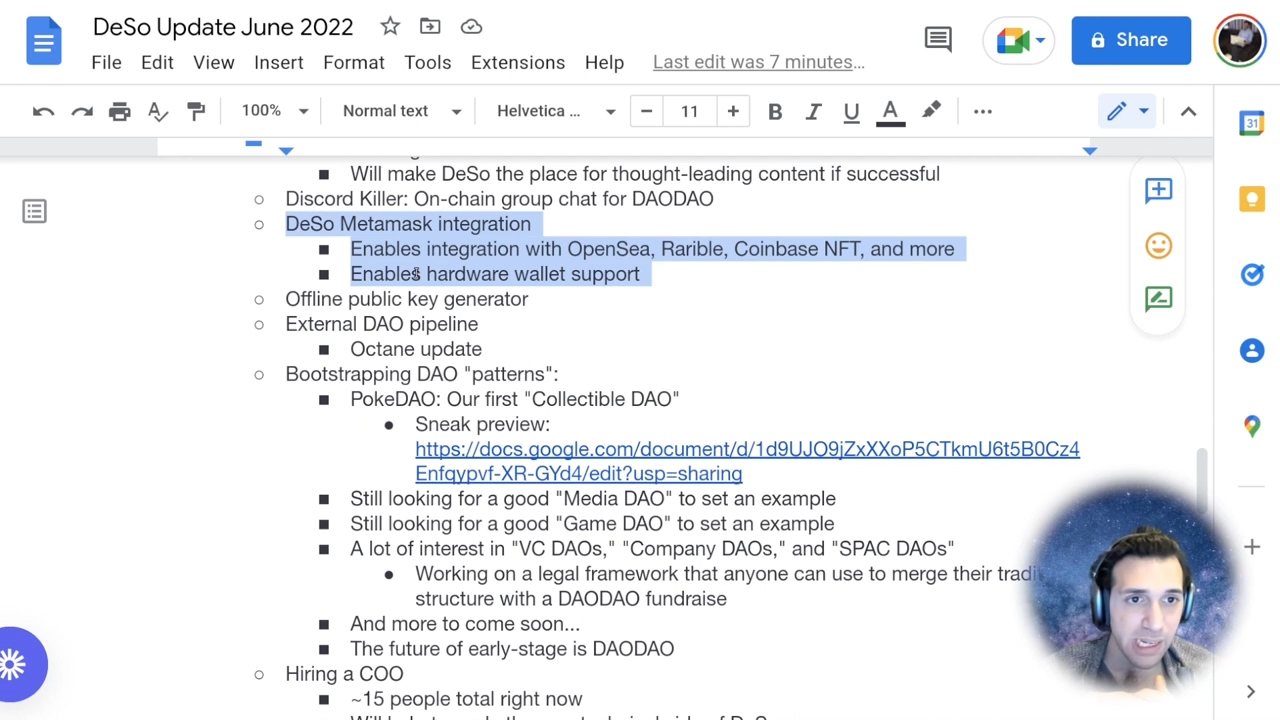 DeSo Update June 2022
File Edit View Insert Format Tools Extensions Help Last edit was 7 minutes…
Share
100% Normal text Helvetica ... 11 B I U A
31
Will make DeSo the place for thought-leading content if successful
Discord Killer: On-chain group chat for DAODAO
DeSo Metamask integration
Enables integration with OpenSea, Rarible, Coinbase NFT, and more
Enables hardware wallet support
Offline public key generator
External DAO pipeline
Octane update
Bootstrapping DAO "patterns":
PokeDAO: Our first "Collectible DAO"
Sneak preview:
https://docs.google.com/document/d/1d9UJO9jZxXXoP5CTkmU6t5B0Cz4
Enfqypvf-XR-GYd4/edit?usp=sharing
Still looking for a good "Media DAO" to set an example
Still looking for a good "Game DAO" to set an example
A lot of interest in "VC DAOs," "Company DAOs," and "SPAC DAOs"
Working on a legal framework that anyone can use to merge their
structure with a DAODAO fundraise
And more to come soon...
The future of early-stage is DAODAO
Hiring a COO
~15 people total right now